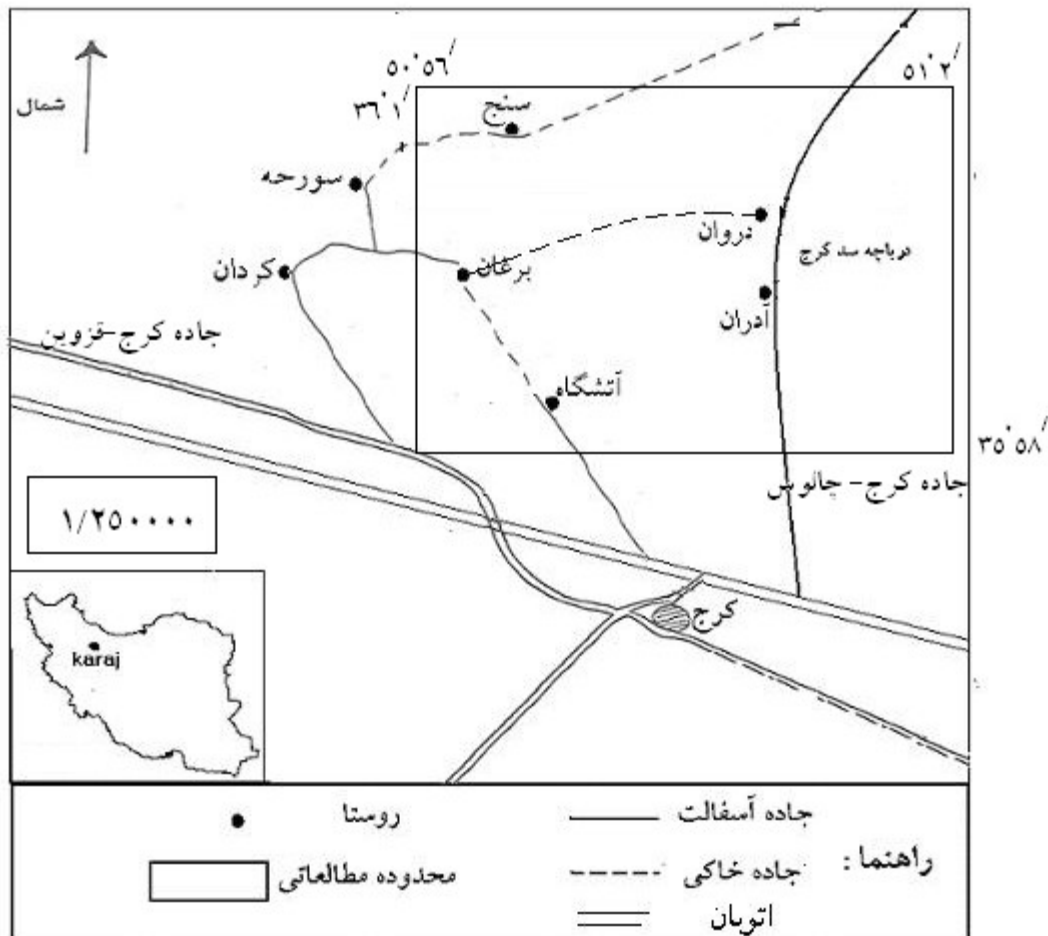 شمال
۵۰°۵۶′
۵۱°۲′
۳۶°۱′
سنج
سورحه
دروان
دریاچه سد کرج
برغان
کردان
آدران
جاده کرج-قزوین
آتشگاه
۳۵°۵۸′
جاده کرج-چالوس
۱/۲۵۰۰۰۰
کرج
karaj
راهنما :
جاده آسفالت
روستا
جاده خاکی
محدوده مطالعاتی
اتوبان